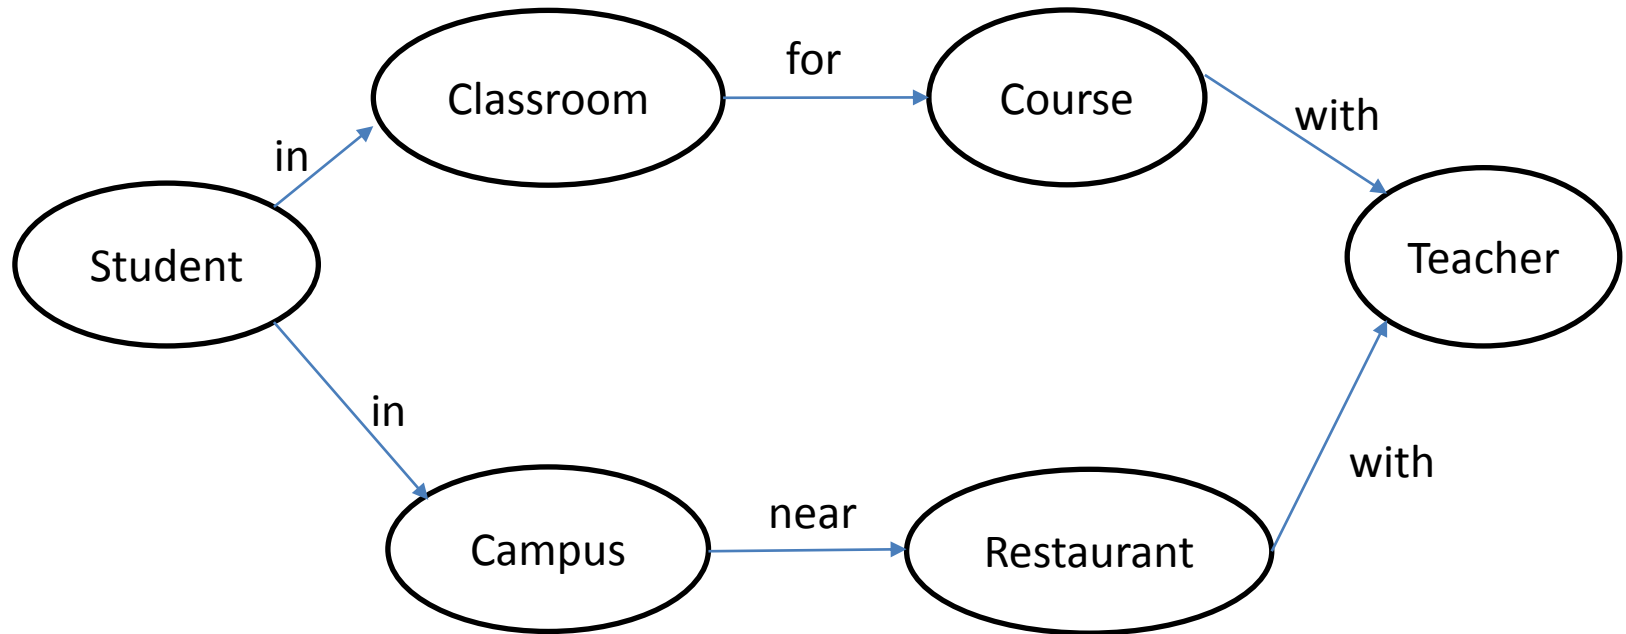 Classroom
for
Course
with
in
Student
Teacher
in
with
near
Campus
Restaurant